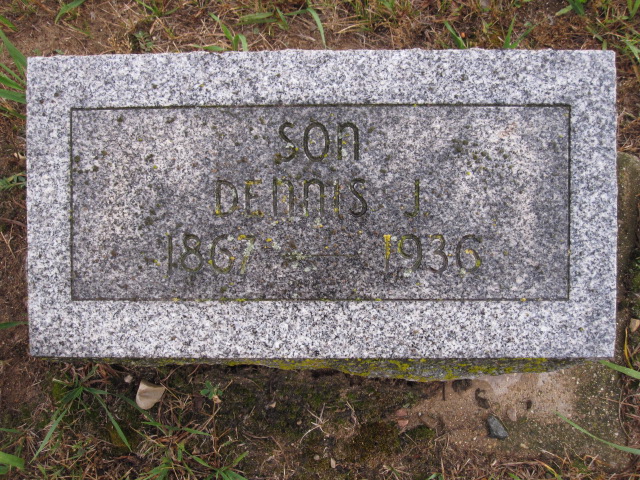 SON
DENNIS J.
1867 — 1936